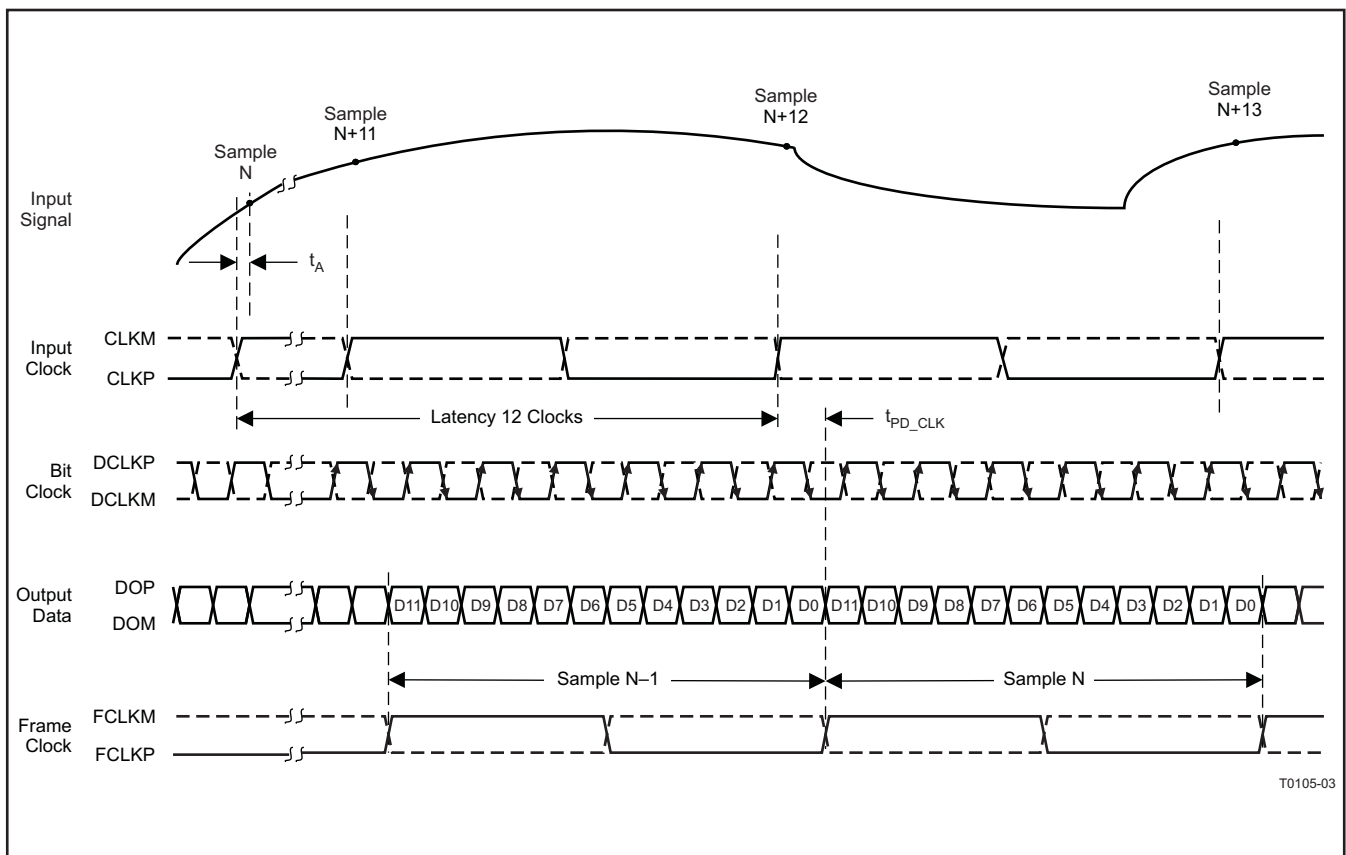 Sample
N
Sample
N+11
Sample
N+12
Sample
N+13
Input
Signal
tA
Input
Clock
CLKM
CLKP
Latency 12 Clocks
tPD_CLK
Bit
Clock
DCLKP
DCLKM
Output
Data
DOP
DOM
D11 D10 D9 D8 D7 D6 D5 D4 D3 D2 D1 D0 D11 D10 D9 D8 D7 D6 D5 D4 D3 D2 D1 D0
Sample N–1
Sample N
Frame
Clock
FCLKM
FCLKP
T0105-03